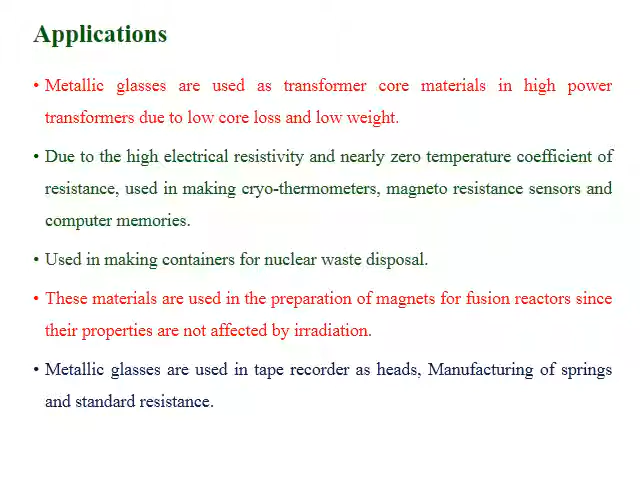 Applications
• Metallic glasses are used as transformer core materials in high power
transformers due to low core loss and low weight.
• Due to the high electrical resistivity and nearly zero temperature coefficient of
resistance, used in making cryo-thermometers, magneto resistance sensors and
computer memories.
• Used in making containers for nuclear waste disposal.
• These materials are used in the preparation of magnets for fusion reactors since
their properties are not affected by irradiation.
• Metallic glasses are used in tape recorder as heads, Manufacturing of springs
and standard resistance.